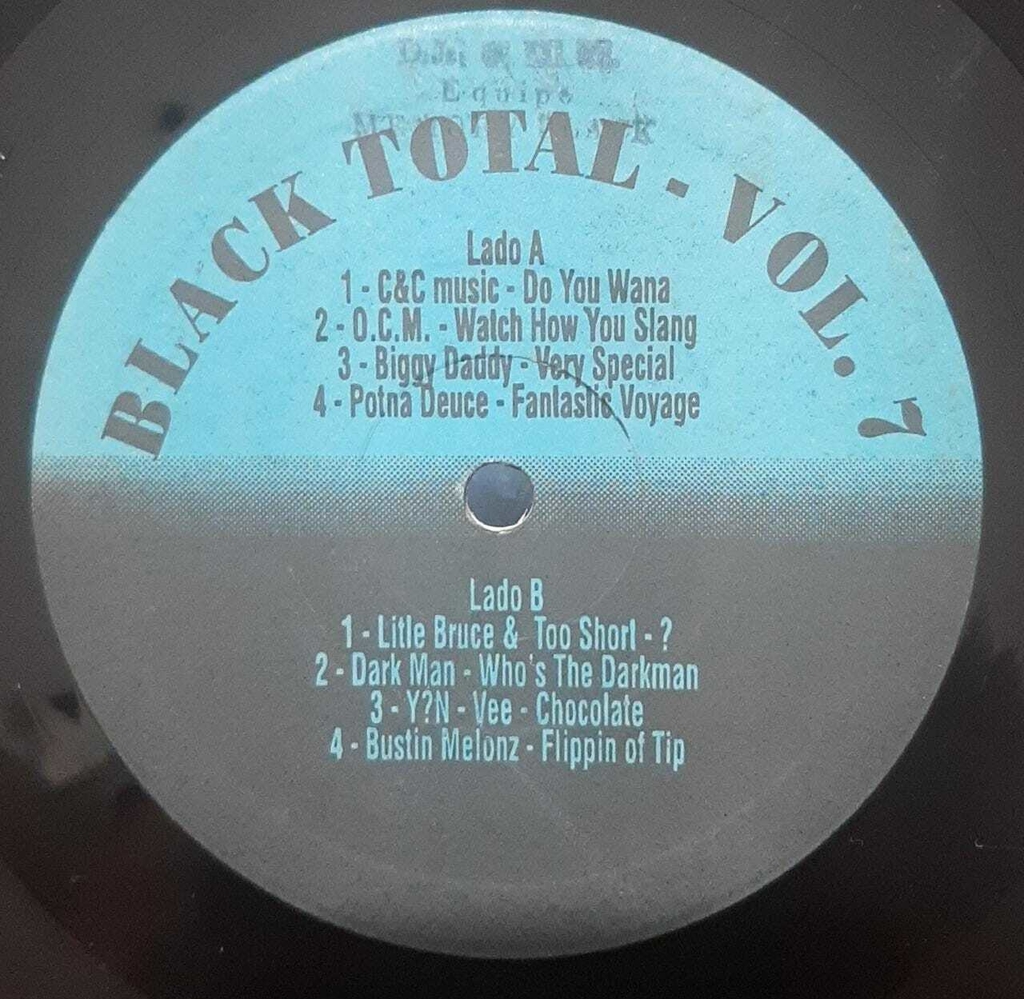 Equipe
BLACK TOTAL - VOL. 7
Lado A
1 - C&C music - Do You Wana
2 - O.C.M. - Watch How You Slang
3 - Biggy Daddy - Very Special
4 - Potna Deuce - Fantastic Voyage
Lado B
1 - Litle Bruce & Too Short - ?
2 - Dark Man - Who's The Darkman
3 - Y?N - Vee - Chocolate
4 - Bustin Melonz - Flippin of Tip